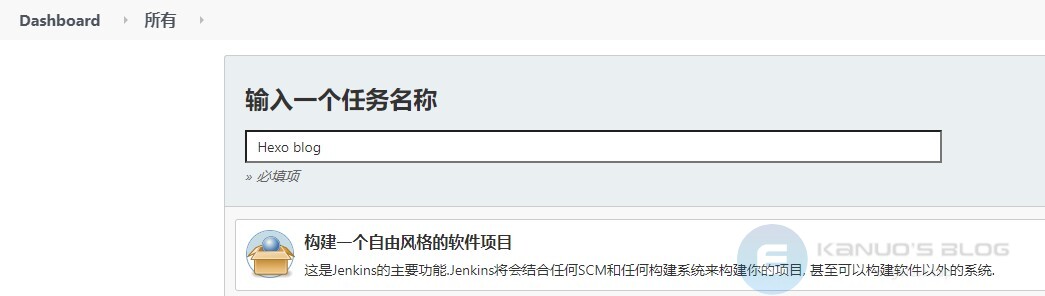 Dashboard 所有
输入一个任务名称
Hexo blog
» 必填项
构建一个自由风格的软件项目
这是Jenkins的主要功能.Jenkins将会结合任何SCM和任何构建系统来构建你的项目, 甚至可以构建软件以外的系统.
KANUO'S BLOG